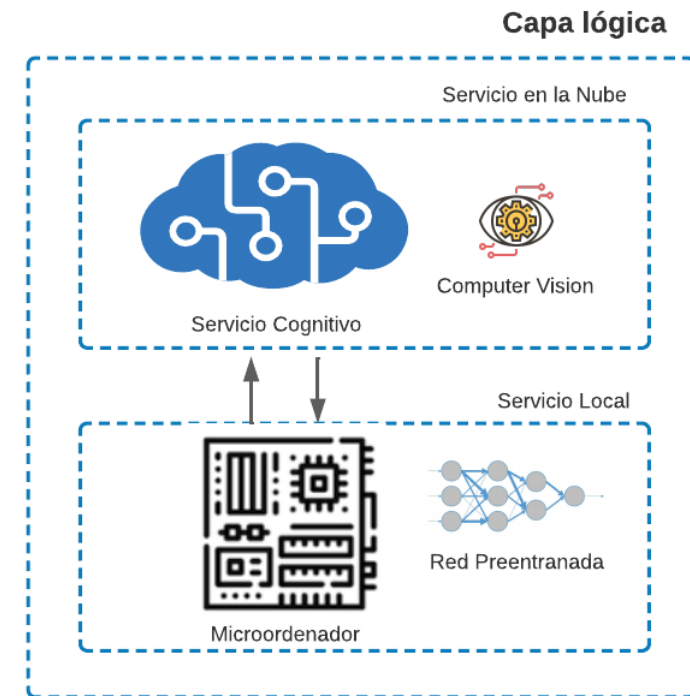 Capa lógica
Servicio en la Nube
Computer Vision
Servicio Cognitivo
Servicio Local
Red Preentranada
Microordenador